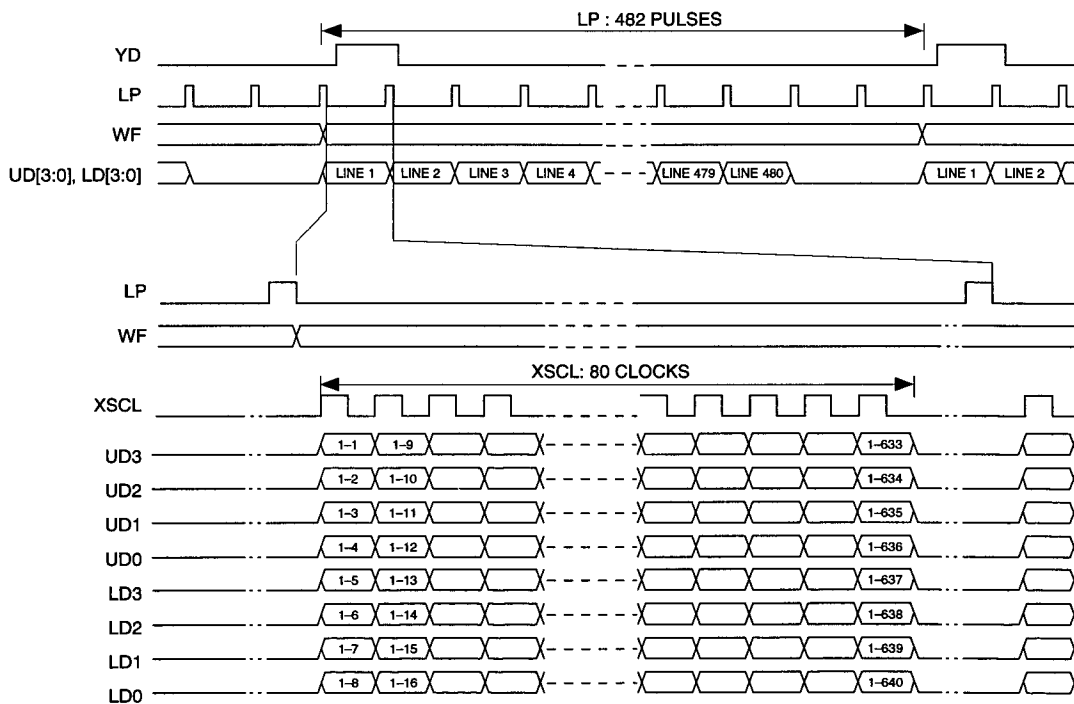 LP : 482 PULSES
YD
LP
WF
UD[3:0], LD[3:0] LINE 1 LINE 2 LINE 3 LINE 4 LINE 479 LINE 480 LINE 1 LINE 2
LP
WF
XSCL: 80 CLOCKS
XSCL
UD3 1–1 1–9 1–633
UD2 1–2 1–10 1–634
UD1 1–3 1–11 1–635
UD0 1–4 1–12 1–636
LD3 1–5 1–13 1–637
LD2 1–6 1–14 1–638
LD1 1–7 1–15 1–639
LD0 1–8 1–16 1–640